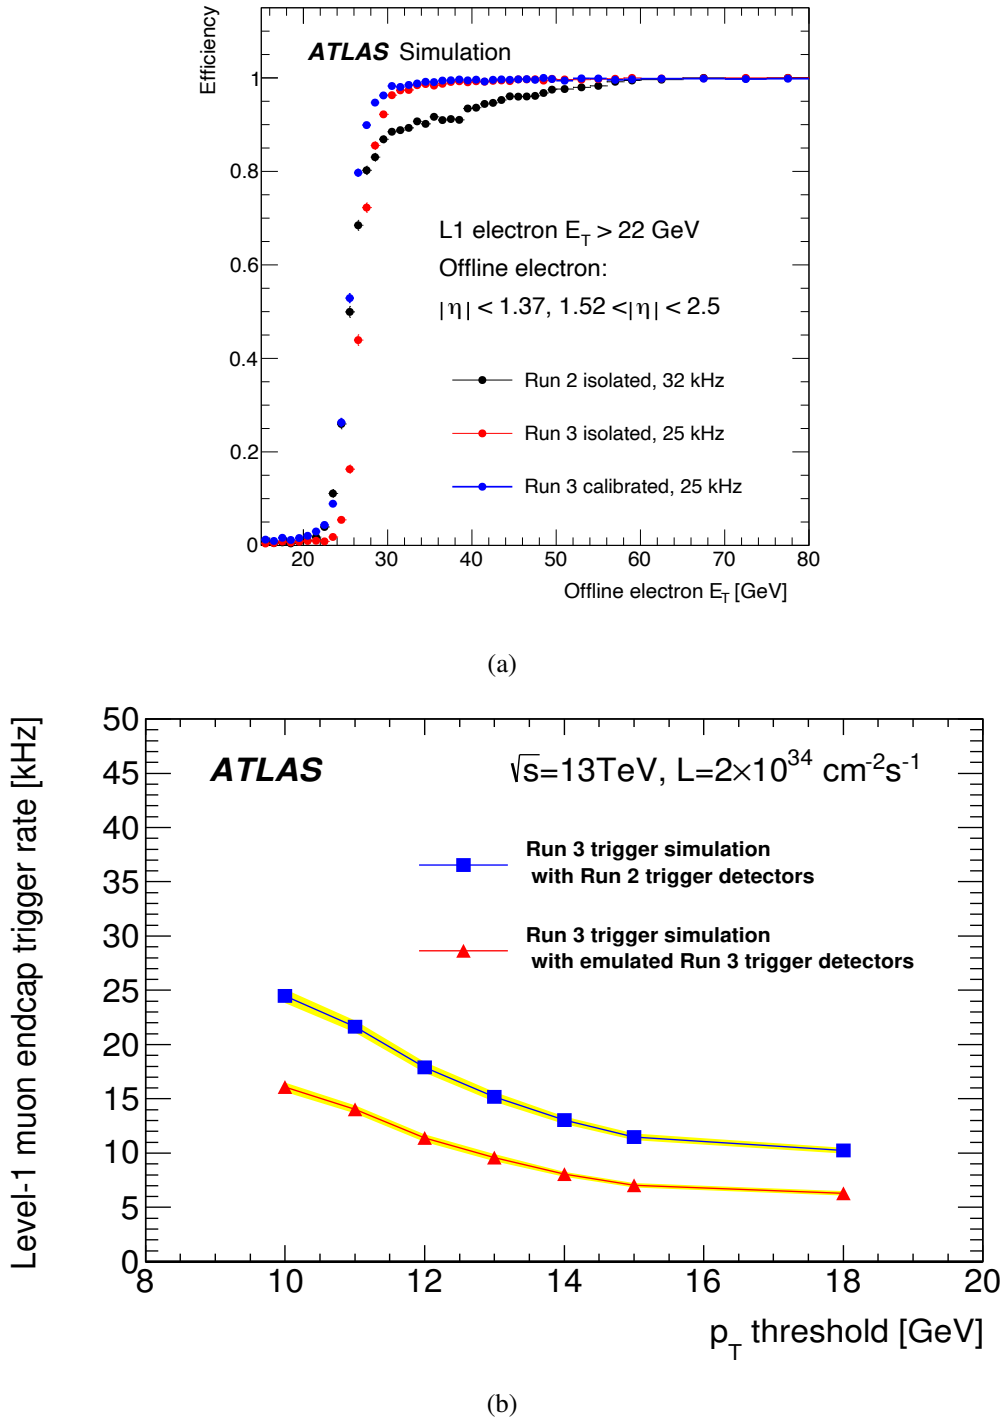 Efficiency
ATLAS Simulation
1
0.8
0.6
0.4
0.2
0
L1 electron E_T > 22 GeV
Offline electron:
|η| < 1.37, 1.52 <|η| < 2.5
Run 2 isolated, 32 kHz
Run 3 isolated, 25 kHz
Run 3 calibrated, 25 kHz
20 30 40 50 60 70 80
Offline electron E_T [GeV]
(a)
Level-1 muon endcap trigger rate [kHz]
50
45
40
35
30
25
20
15
10
5
0
ATLAS
√s=13TeV, L=2×10^34 cm^-2s^-1
Run 3 trigger simulation
with Run 2 trigger detectors
Run 3 trigger simulation
with emulated Run 3 trigger detectors
8 10 12 14 16 18 20
p_T threshold [GeV]
(b)